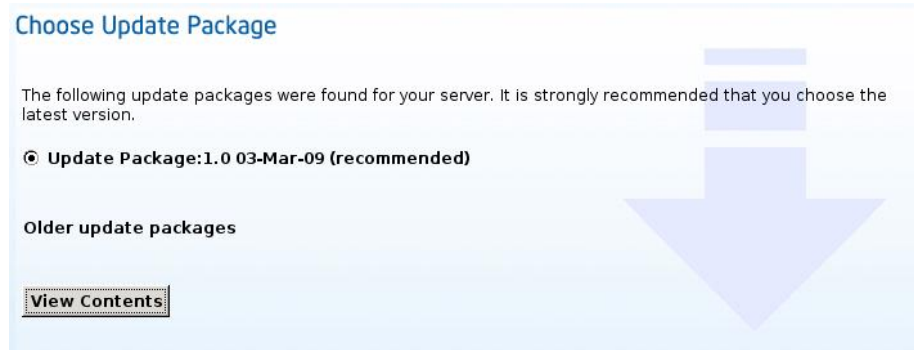 Choose Update Package
The following update packages were found for your server. It is strongly recommended that you choose the
latest version.
Update Package:1.0 03-Mar-09 (recommended)
Older update packages
View Contents